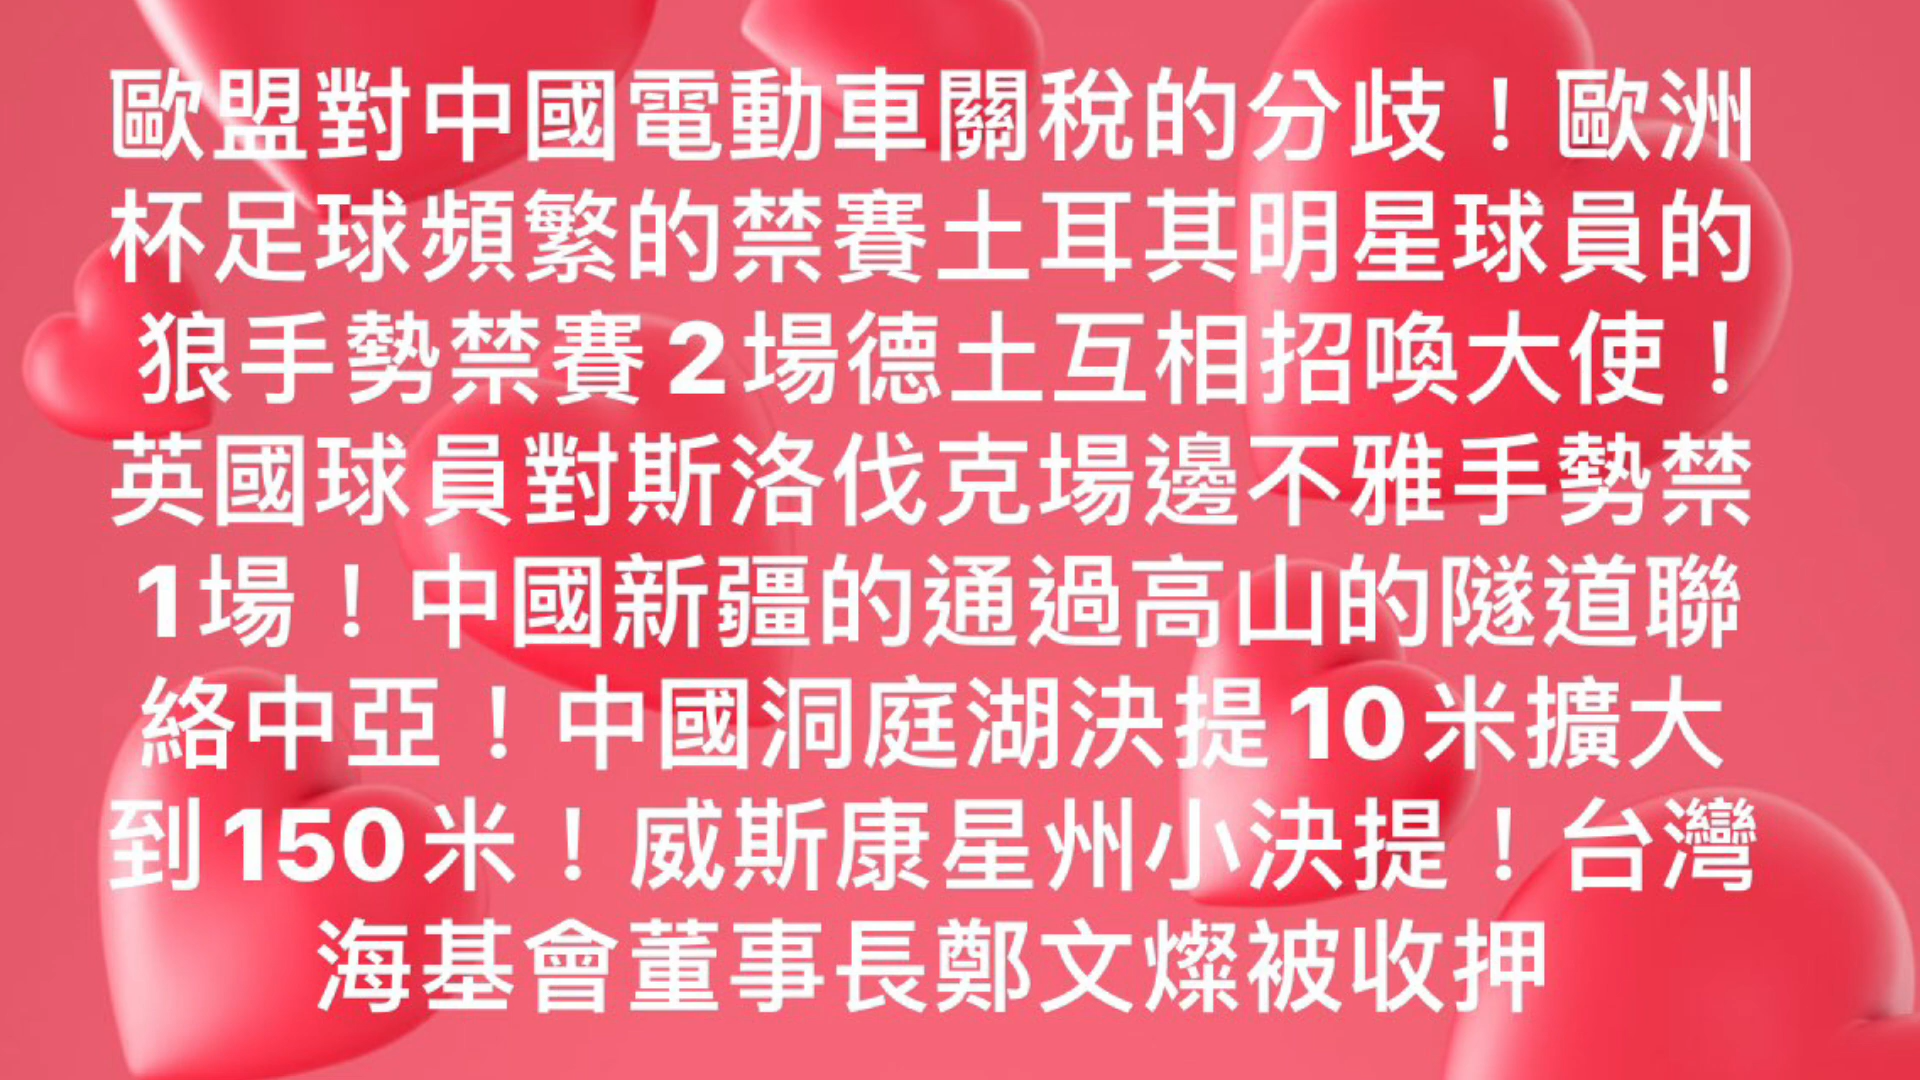 歐盟對中國電動車關稅的分歧！歐洲
杯足球頻繁的禁賽土耳其明星球員的
狼手勢禁賽2場德土互相招喚大使！
英國球員對斯洛伐克場邊不雅手勢禁
1場！中國新疆的通過高山的隧道聯
絡中亞！中國洞庭湖決提10米擴大
到150米！威斯康星州小決提！台灣
海基會董事長鄭文燦被收押